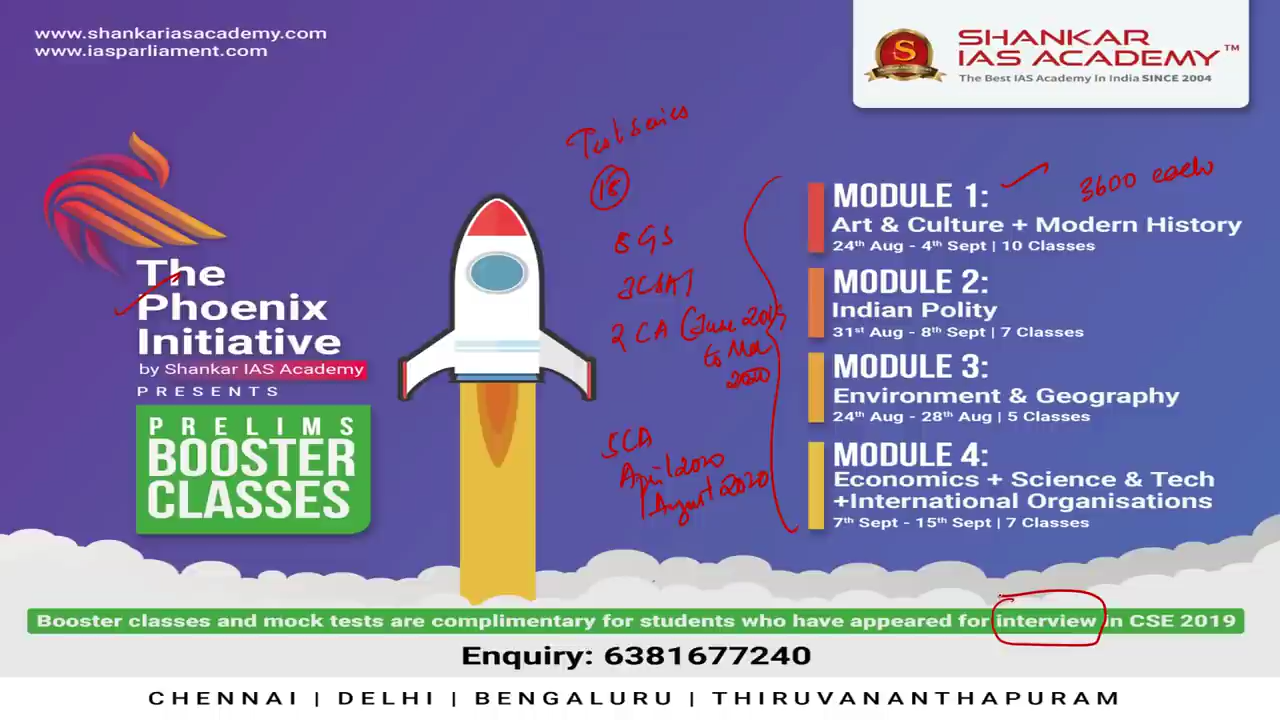 www.shankariasacademy.com
www.iasparliament.com
S
SHANKAR
IAS ACADEMY™
The Best IAS Academy In India SINCE 2004
The
Phoenix
Initiative
by Shankar IAS Academy
PRESENTS
PRELIMS
BOOSTER
CLASSES
Test series
8 GS
2 CA (June 2019
to Mar
2020
5 CA
April 2020
August 2020
MODULE 1:
3600 each
Art & Culture + Modern History
24th Aug - 4th Sept | 10 Classes
MODULE 2:
Indian Polity
31st Aug - 8th Sept | 7 Classes
MODULE 3:
Environment & Geography
24th Aug - 28th Aug | 5 Classes
MODULE 4:
Economics + Science & Tech
+International Organisations
7th Sept - 15th Sept | 7 Classes
Booster classes and mock tests are complimentary for students who have appeared for interview in CSE 2019
Enquiry: 6381677240
CHENNAI | DELHI | BENGALURU | THIRUVANANTHAPURAM